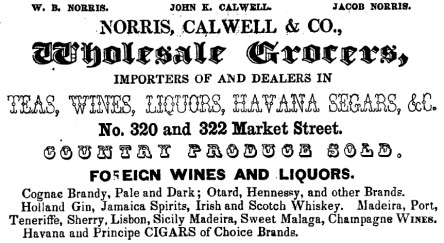 W. B. NORRIS. JOHN K. CALWELL. JACOB NORRIS.
NORRIS, CALWELL & CO.,
Wholesale Grocers,
IMPORTERS OF AND DEALERS IN
TEAS, WINES, LIQUORS, HAVANA SEGARS, &C.
No. 320 and 322 Market Street.
COUNTRY PRODUCE SOLD.
FOREIGN WINES AND LIQUORS.
Cognac Brandy, Pale and Dark; Otard, Hennessy, and other Brands.
Holland Gin, Jamaica Spirits, Irish and Scotch Whiskey. Madeira, Port,
Teneriffe, Sherry, Lisbon, Sicily Madeira, Sweet Malaga, Champagne WINES.
Havana and Principe CIGARS of Choice Brands.